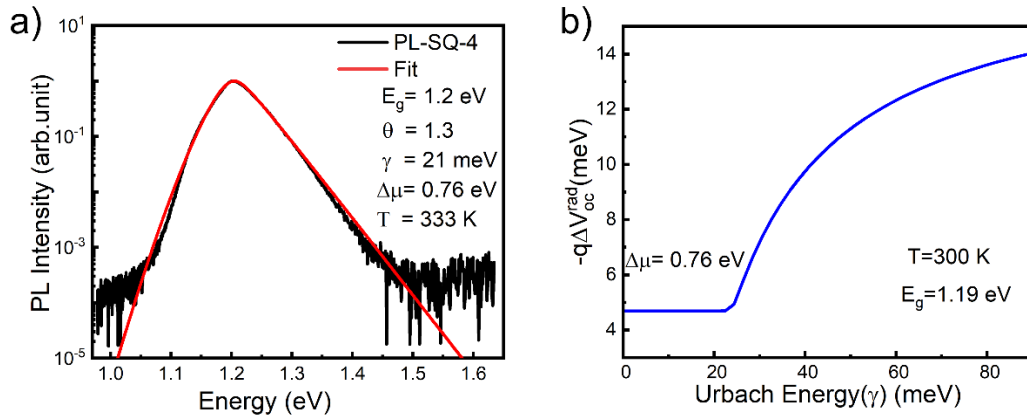 a)
PL Intensity (arb.unit)
10¹
10⁻¹
10⁻³
10⁻⁵
PL-SQ-4
Fit
E_g= 1.2 eV
θ = 1.3
γ = 21 meV
Δμ= 0.76 eV
T = 333 K
1.0 1.1 1.2 1.3 1.4 1.5 1.6
Energy (eV)
b)
-qΔV_oc^rad(meV)
14
12
10
8
6
4
Δμ= 0.76 eV
T=300 K
E_g=1.19 eV
0 20 40 60 80
Urbach Energy(γ) (meV)